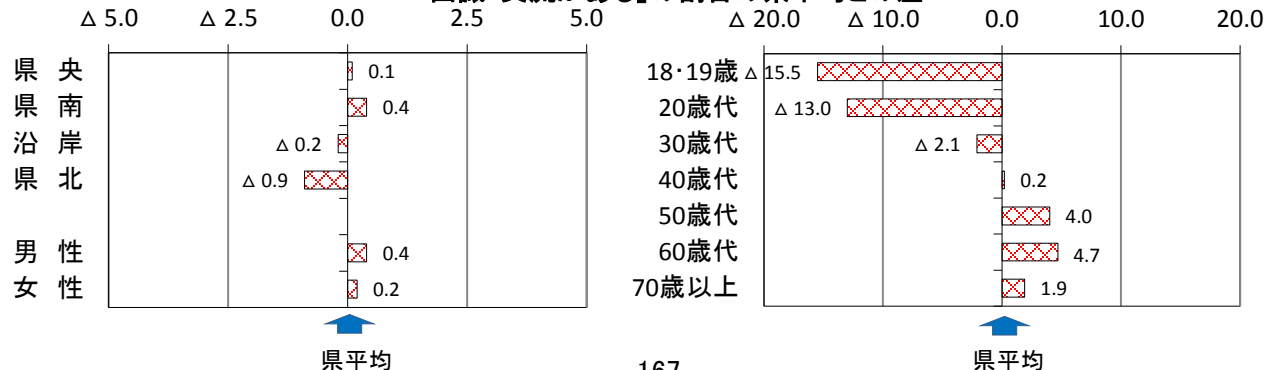 △ 5.0 △ 2.5 0.0 2.5 5.0
県 央 0.1
県 南 0.4
沿 岸 △ 0.2
県 北 △ 0.9
男 性 0.4
女 性 0.2
県平均
△ 20.0 △ 10.0 0.0 10.0 20.0
18・19歳 △ 15.5
20歳代 △ 13.0
30歳代 △ 2.1
40歳代 0.2
50歳代 4.0
60歳代 4.7
70歳以上 1.9
県平均